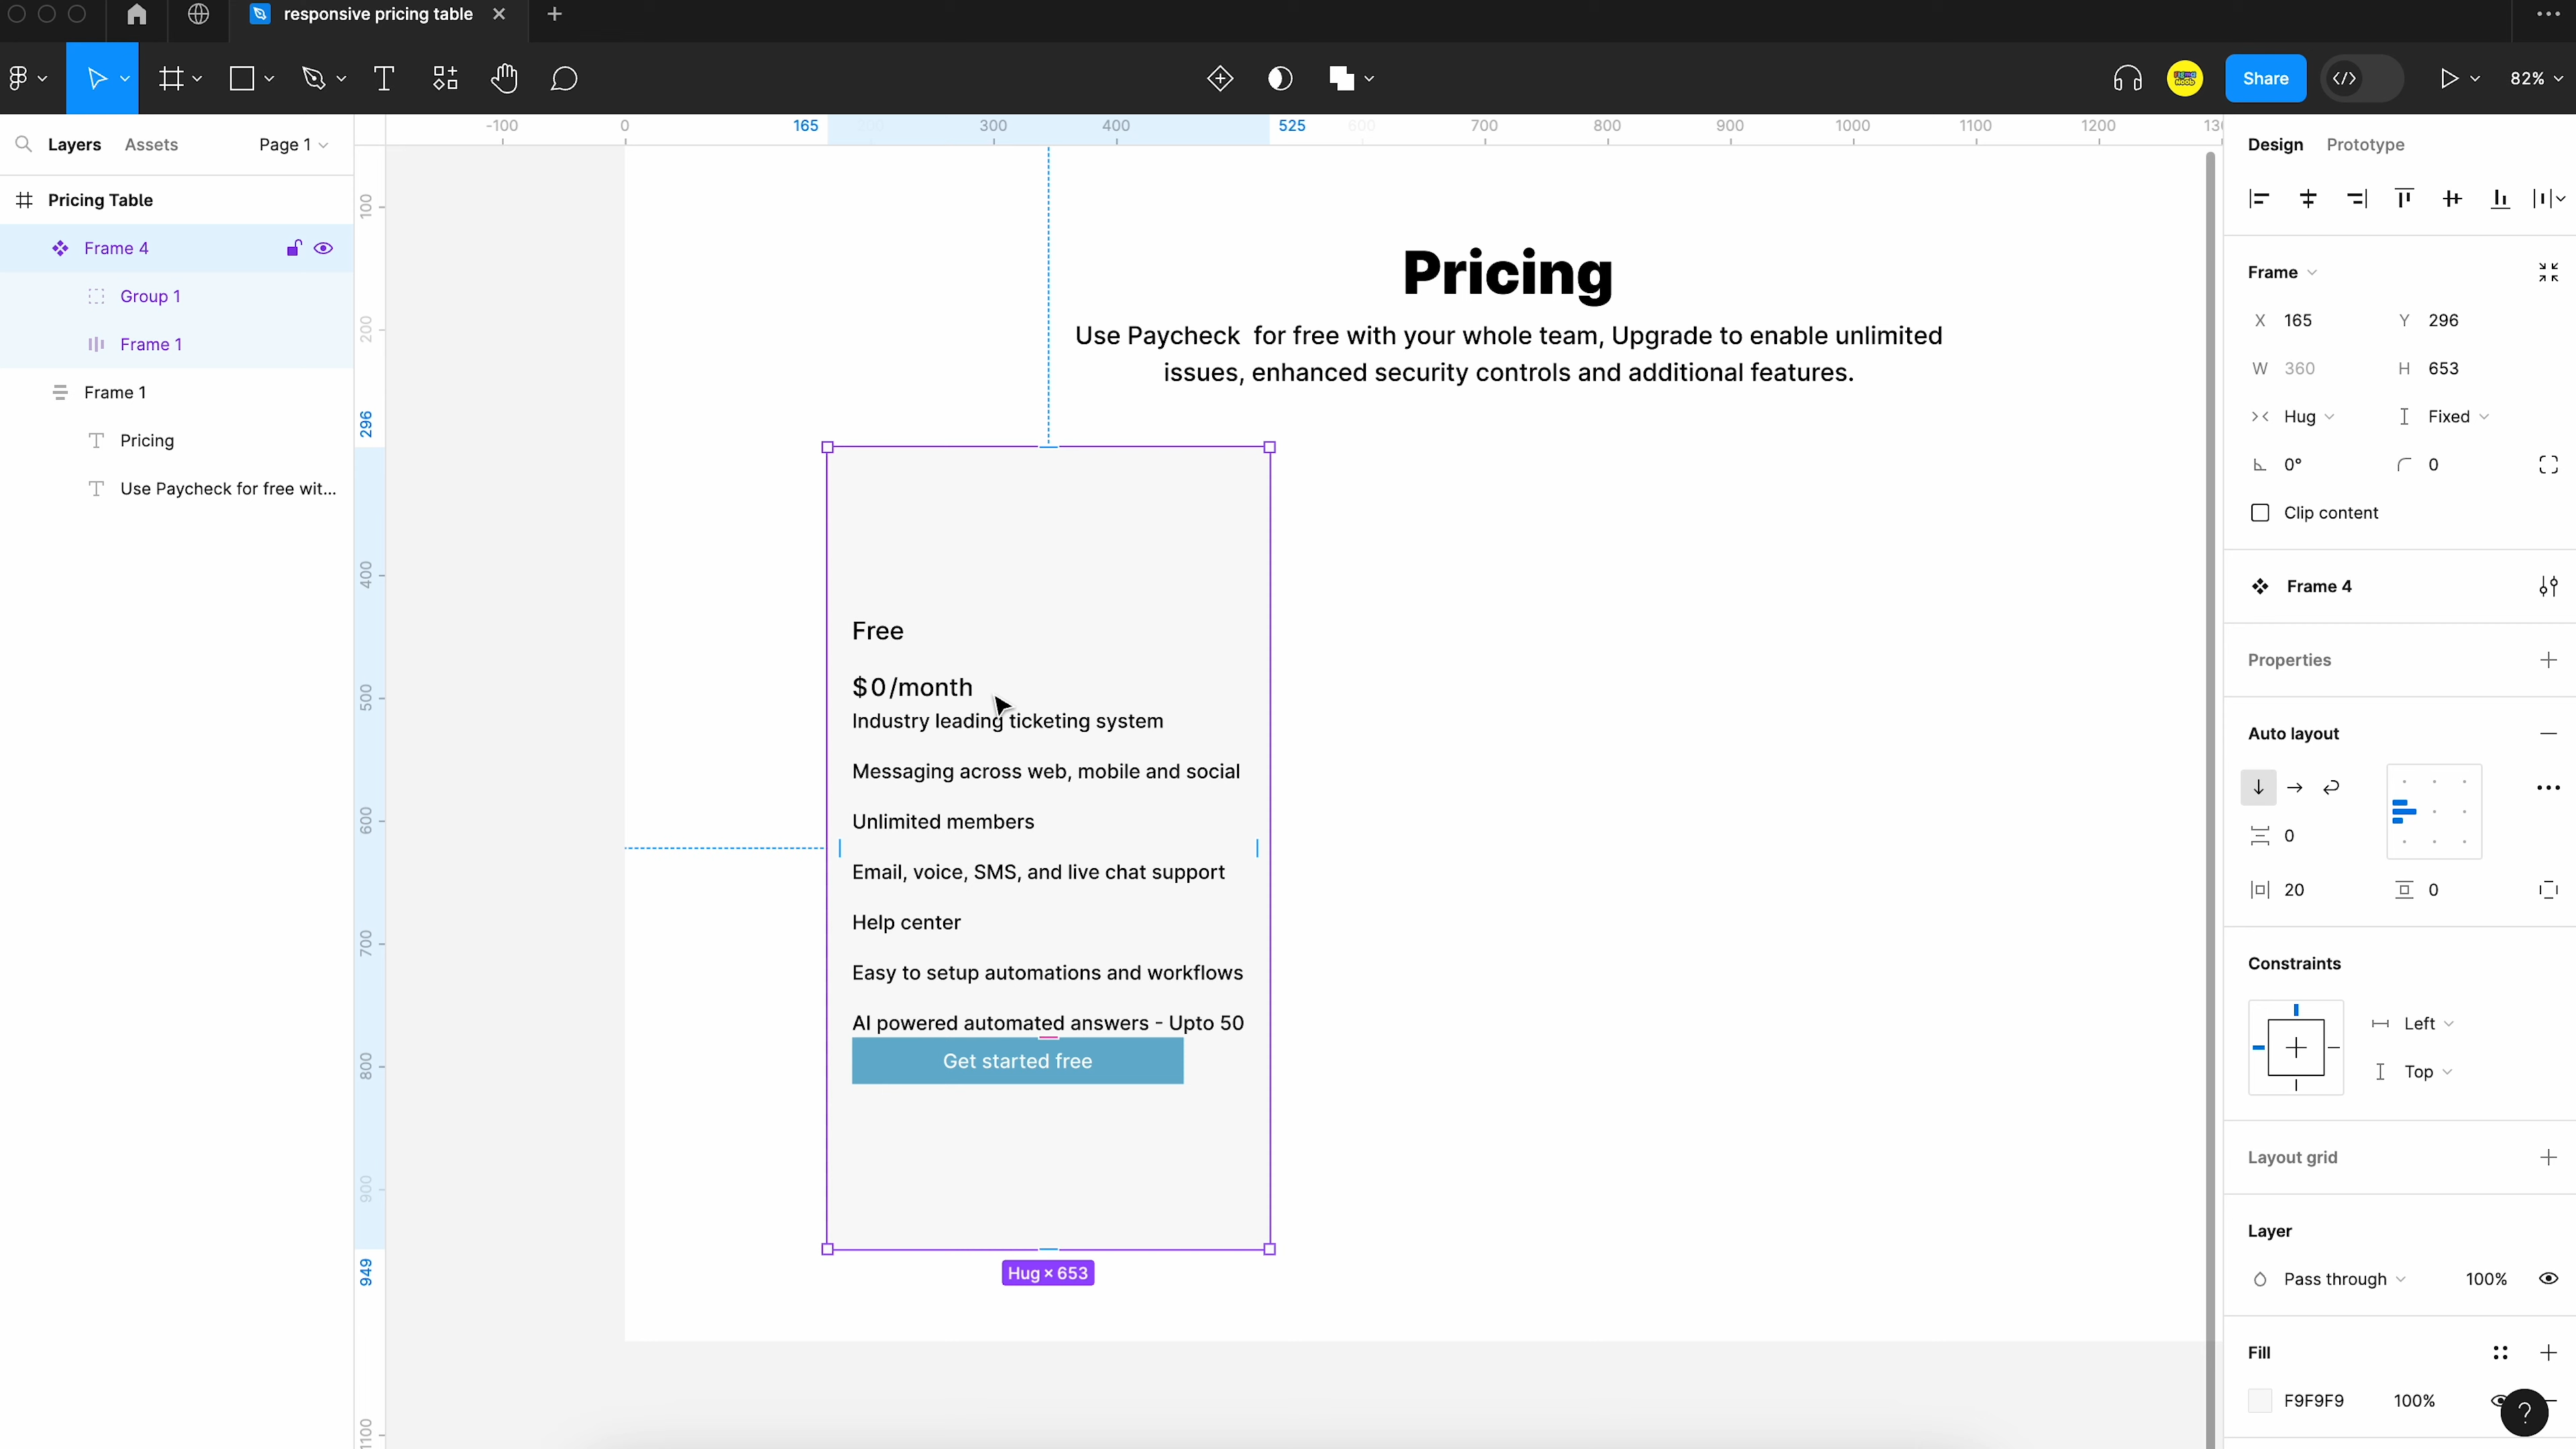 responsive pricing table
Share
82%
Layers Assets Page 1
Design Prototype
Pricing Table
Frame 4
Group 1
Frame 1
Frame 1
Pricing
Use Paycheck for free wit...
-100 0 165 200 300 400 525 600 700 800 900 1000 1100 1200
100
200
296
400
500
600
700
800
900
949
1100
Pricing
Use Paycheck for free with your whole team, Upgrade to enable unlimited
issues, enhanced security controls and additional features.
Free
$0/month
Industry leading ticketing system
Messaging across web, mobile and social
Unlimited members
Email, voice, SMS, and live chat support
Help center
Easy to setup automations and workflows
AI powered automated answers - Upto 50
Get started free
Hug × 653
Frame
X 165 Y 296
W 360 H 653
Hug Fixed
0° 0
Clip content
Frame 4
Properties
Auto layout
0
20 0
Constraints
Left
Top
Layout grid
Layer
Pass through 100%
Fill
F9F9F9 100%
?